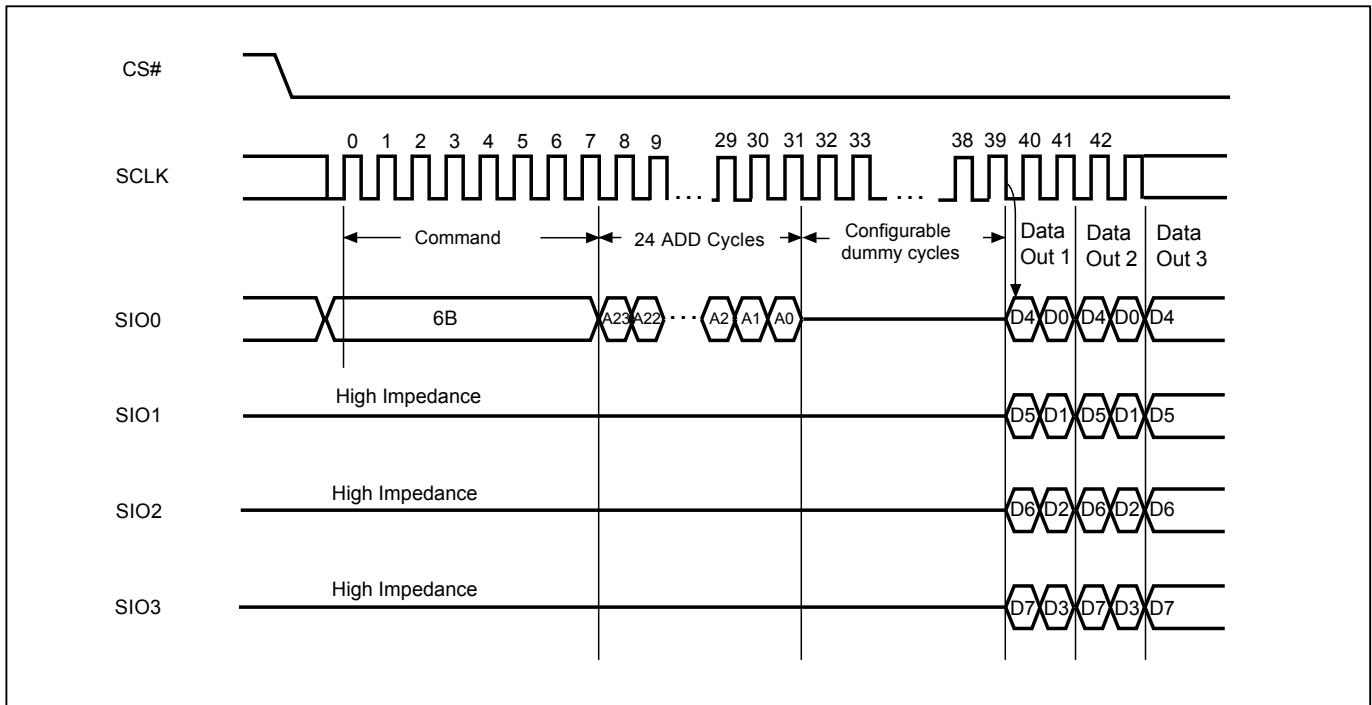 CS#
0 1 2 3 4 5 6 7 8 9 29 30 31 32 33 38 39 40 41 42
SCLK
. . . . . . 
Command 24 ADD Cycles Configurable dummy cycles Data Out 1 Data Out 2 Data Out 3
SIO0 6B A23 A22 . . . A2 A1 A0 D4 D0 D4 D0 D4
High Impedance
SIO1 D5 D1 D5 D1 D5
High Impedance
SIO2 D6 D2 D6 D2 D6
High Impedance
SIO3 D7 D3 D7 D3 D7